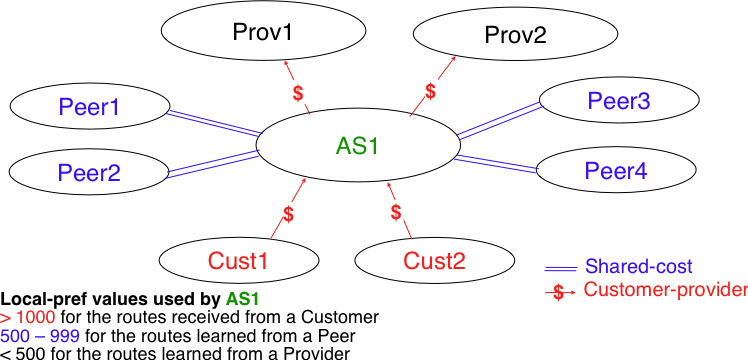 Prov1
Prov2
$
$
Peer1
Peer3
AS1
Peer2
Peer4
$
$
Cust1
Cust2
Shared-cost
$ Customer-provider
Local-pref values used by AS1
> 1000 for the routes received from a Customer
500 – 999 for the routes learned from a Peer
< 500 for the routes learned from a Provider